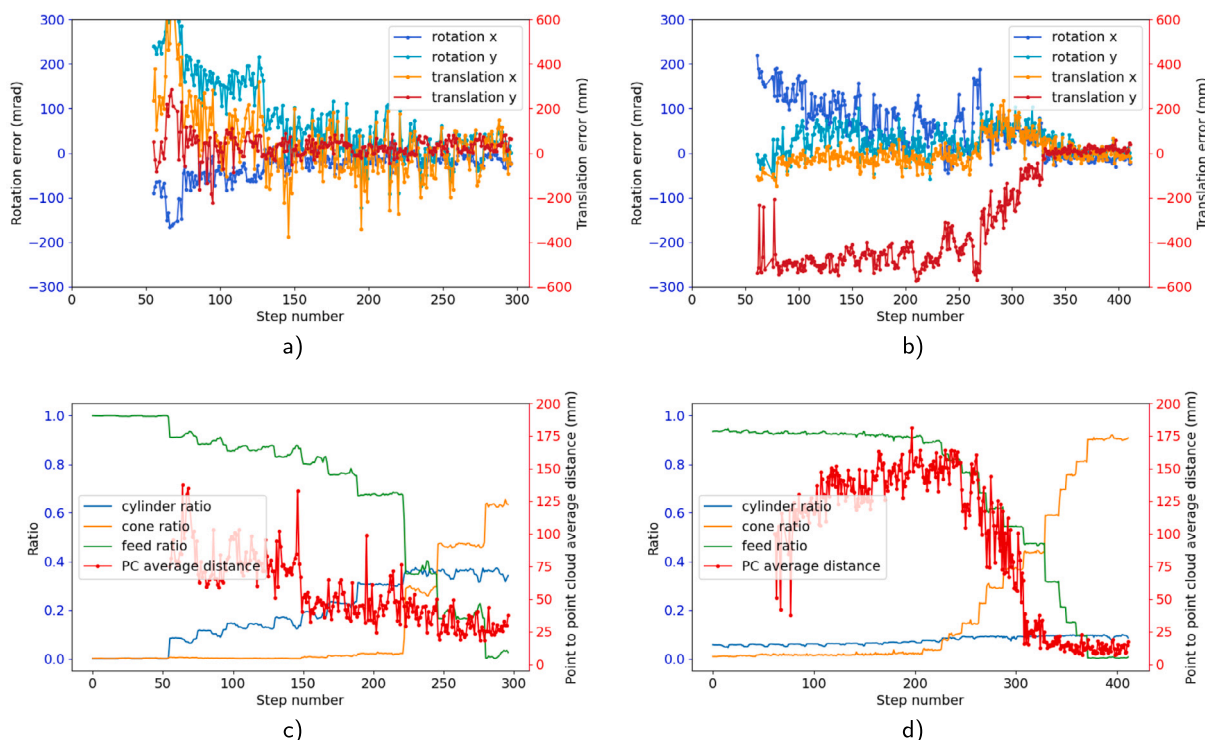 300
200
100
0
−100
−200
−300
Rotation error (mrad)
600
400
200
0
−200
−400
−600
Translation error (mm)
rotation x
rotation y
translation x
translation y
0 50 100 150 200 250 300
Step number
a)
300
200
100
0
−100
−200
−300
Rotation error (mrad)
600
400
200
0
−200
−400
−600
Translation error (mm)
rotation x
rotation y
translation x
translation y
0 50 100 150 200 250 300 350 400
Step number
b)
1.0
0.8
0.6
0.4
0.2
0.0
Ratio
200
175
150
125
100
75
50
25
0
Point to point cloud average distance (mm)
cylinder ratio
cone ratio
feed ratio
PC average distance
0 50 100 150 200 250 300
Step number
c)
1.0
0.8
0.6
0.4
0.2
0.0
Ratio
200
175
150
125
100
75
50
25
0
Point to point cloud average distance (mm)
cylinder ratio
cone ratio
feed ratio
PC average distance
0 100 200 300 400
Step number
d)